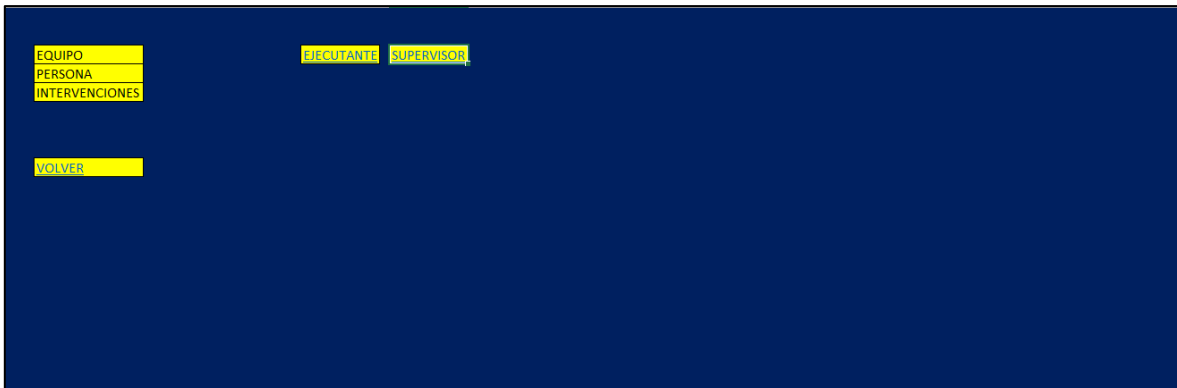 EQUIPO EJECUTANTE SUPERVISOR
PERSONA
INTERVENCIONES
VOLVER